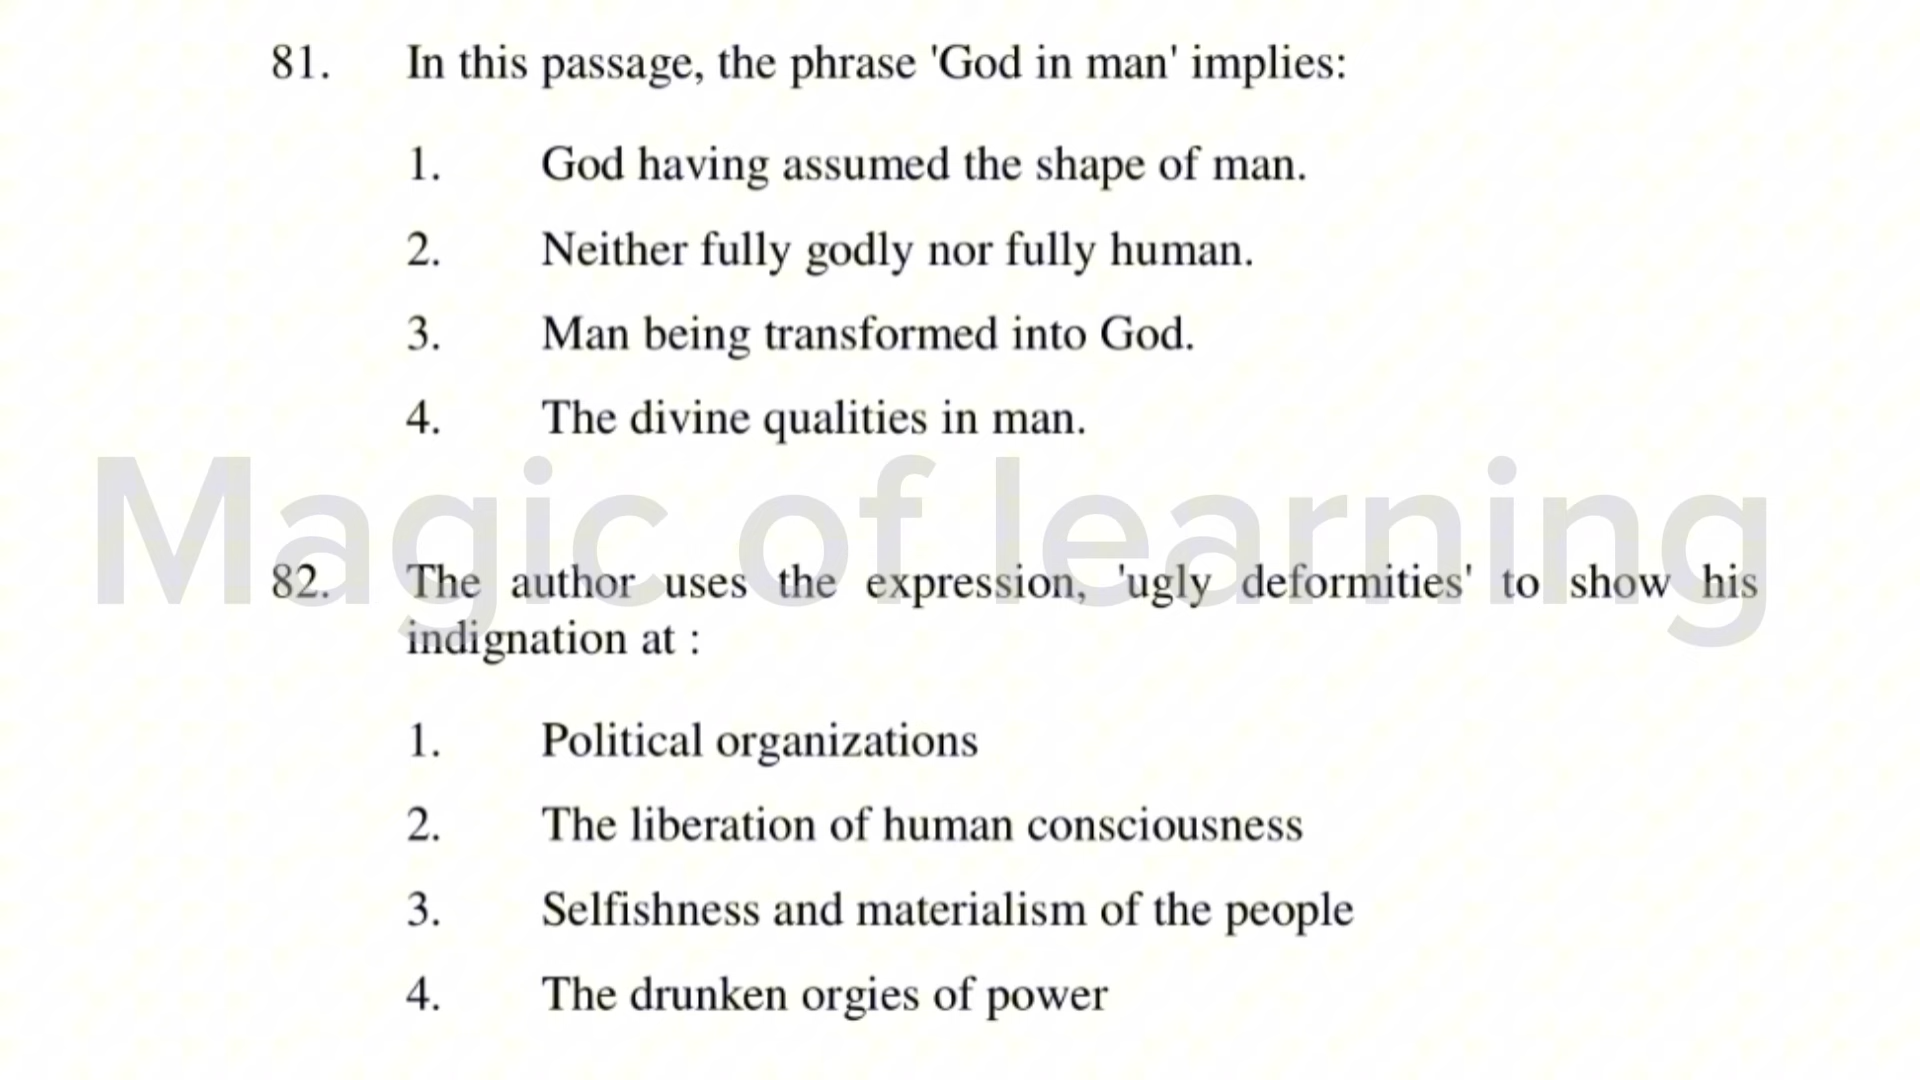 81. In this passage, the phrase 'God in man' implies:
1. God having assumed the shape of man.
2. Neither fully godly nor fully human.
3. Man being transformed into God.
4. The divine qualities in man.
Magic of learning
82. The author uses the expression, 'ugly deformities' to show his
indignation at :
1. Political organizations
2. The liberation of human consciousness
3. Selfishness and materialism of the people
4. The drunken orgies of power